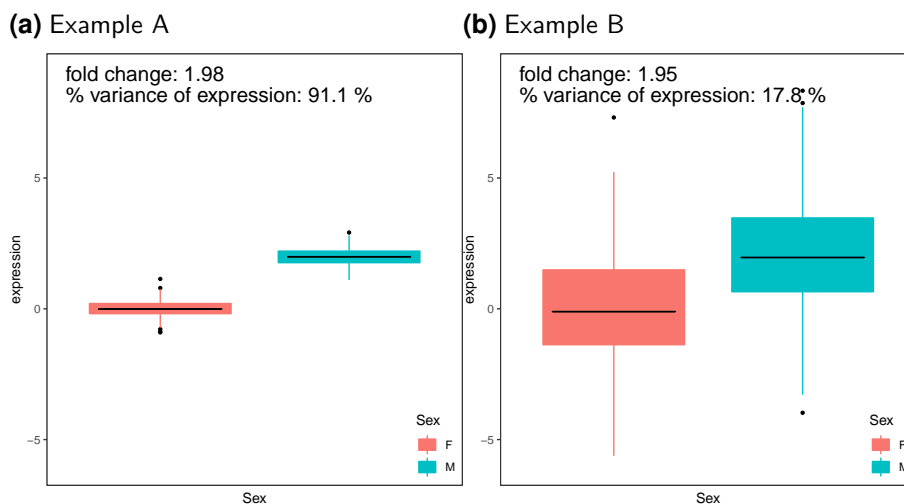 (a) Example A
fold change: 1.98
% variance of expression: 91.1 %
5
0
−5
expression
Sex
Sex
F
M
(b) Example B
fold change: 1.95
% variance of expression: 17.8 %
5
0
−5
expression
Sex
Sex
F
M